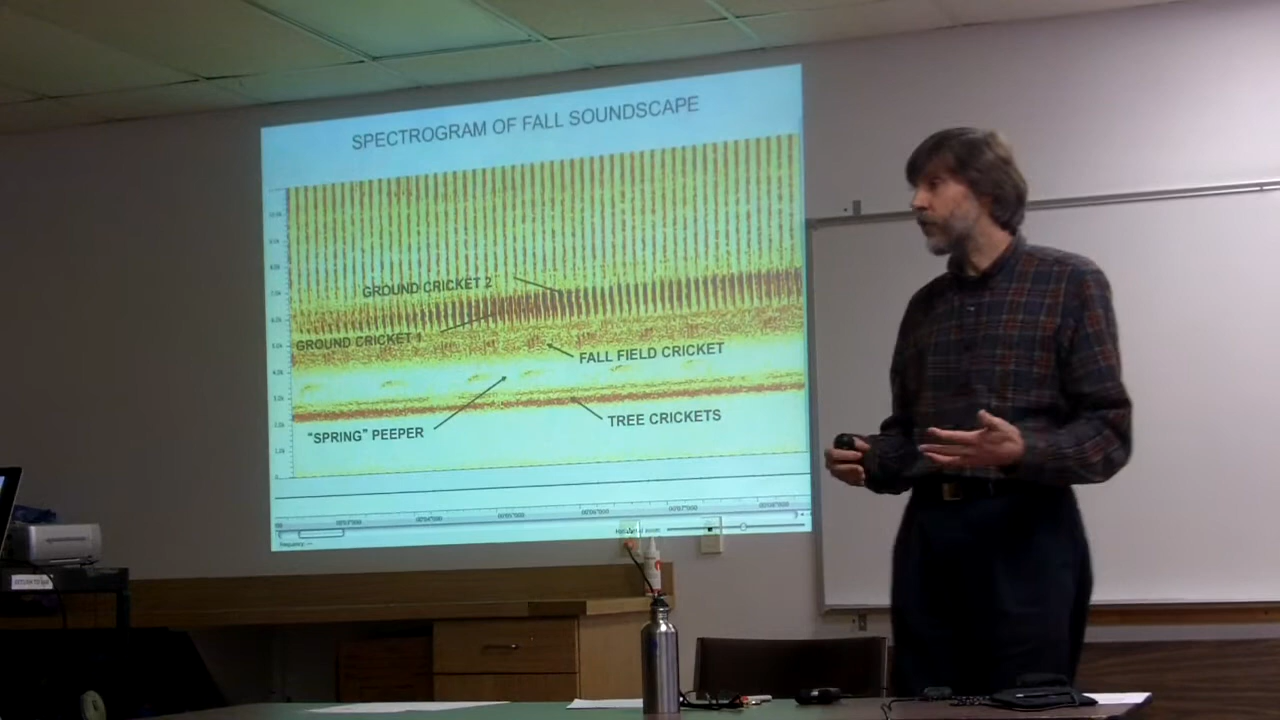 SPECTROGRAM OF FALL SOUNDSCAPE
GROUND CRICKET 2
GROUND CRICKET 1
FALL FIELD CRICKET
"SPRING" PEEPER
TREE CRICKETS